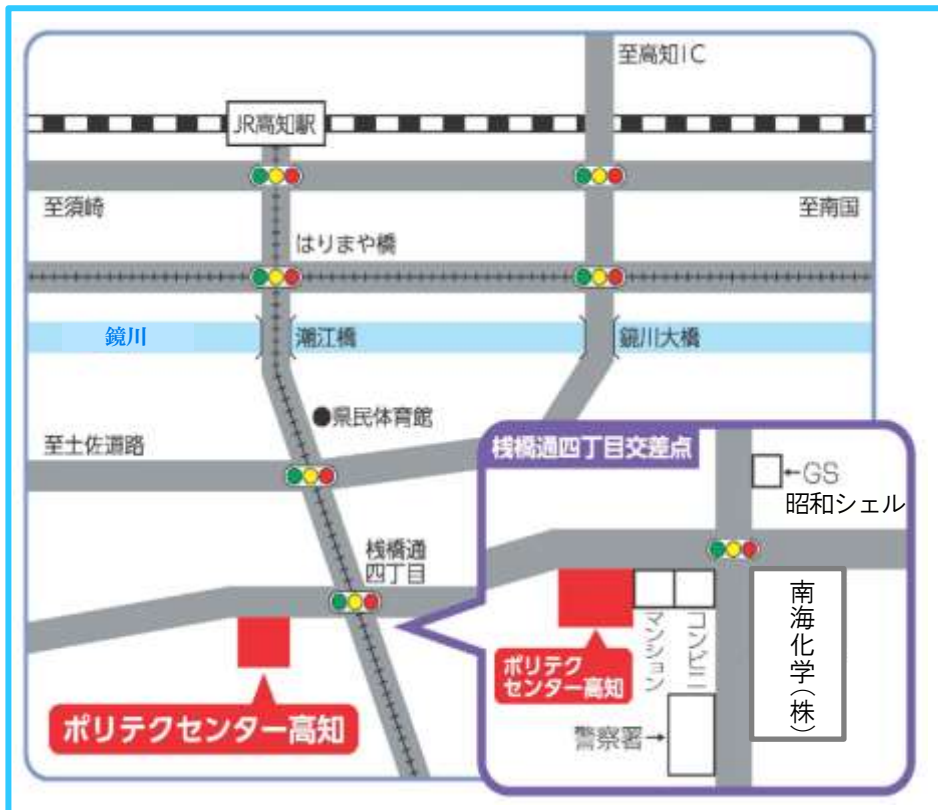 至高知IC
JR高知駅
至須崎
至南国
はりまや橋
鏡川
潮江橋
鏡川大橋
●県民体育館
至土佐道路
桟橋通
四丁目
ポリテクセンター高知
桟橋通四丁目交差点
←GS
昭和シェル
ポリテク
センター高知
マンション
コンビニ
南海化学(株)
警察署→